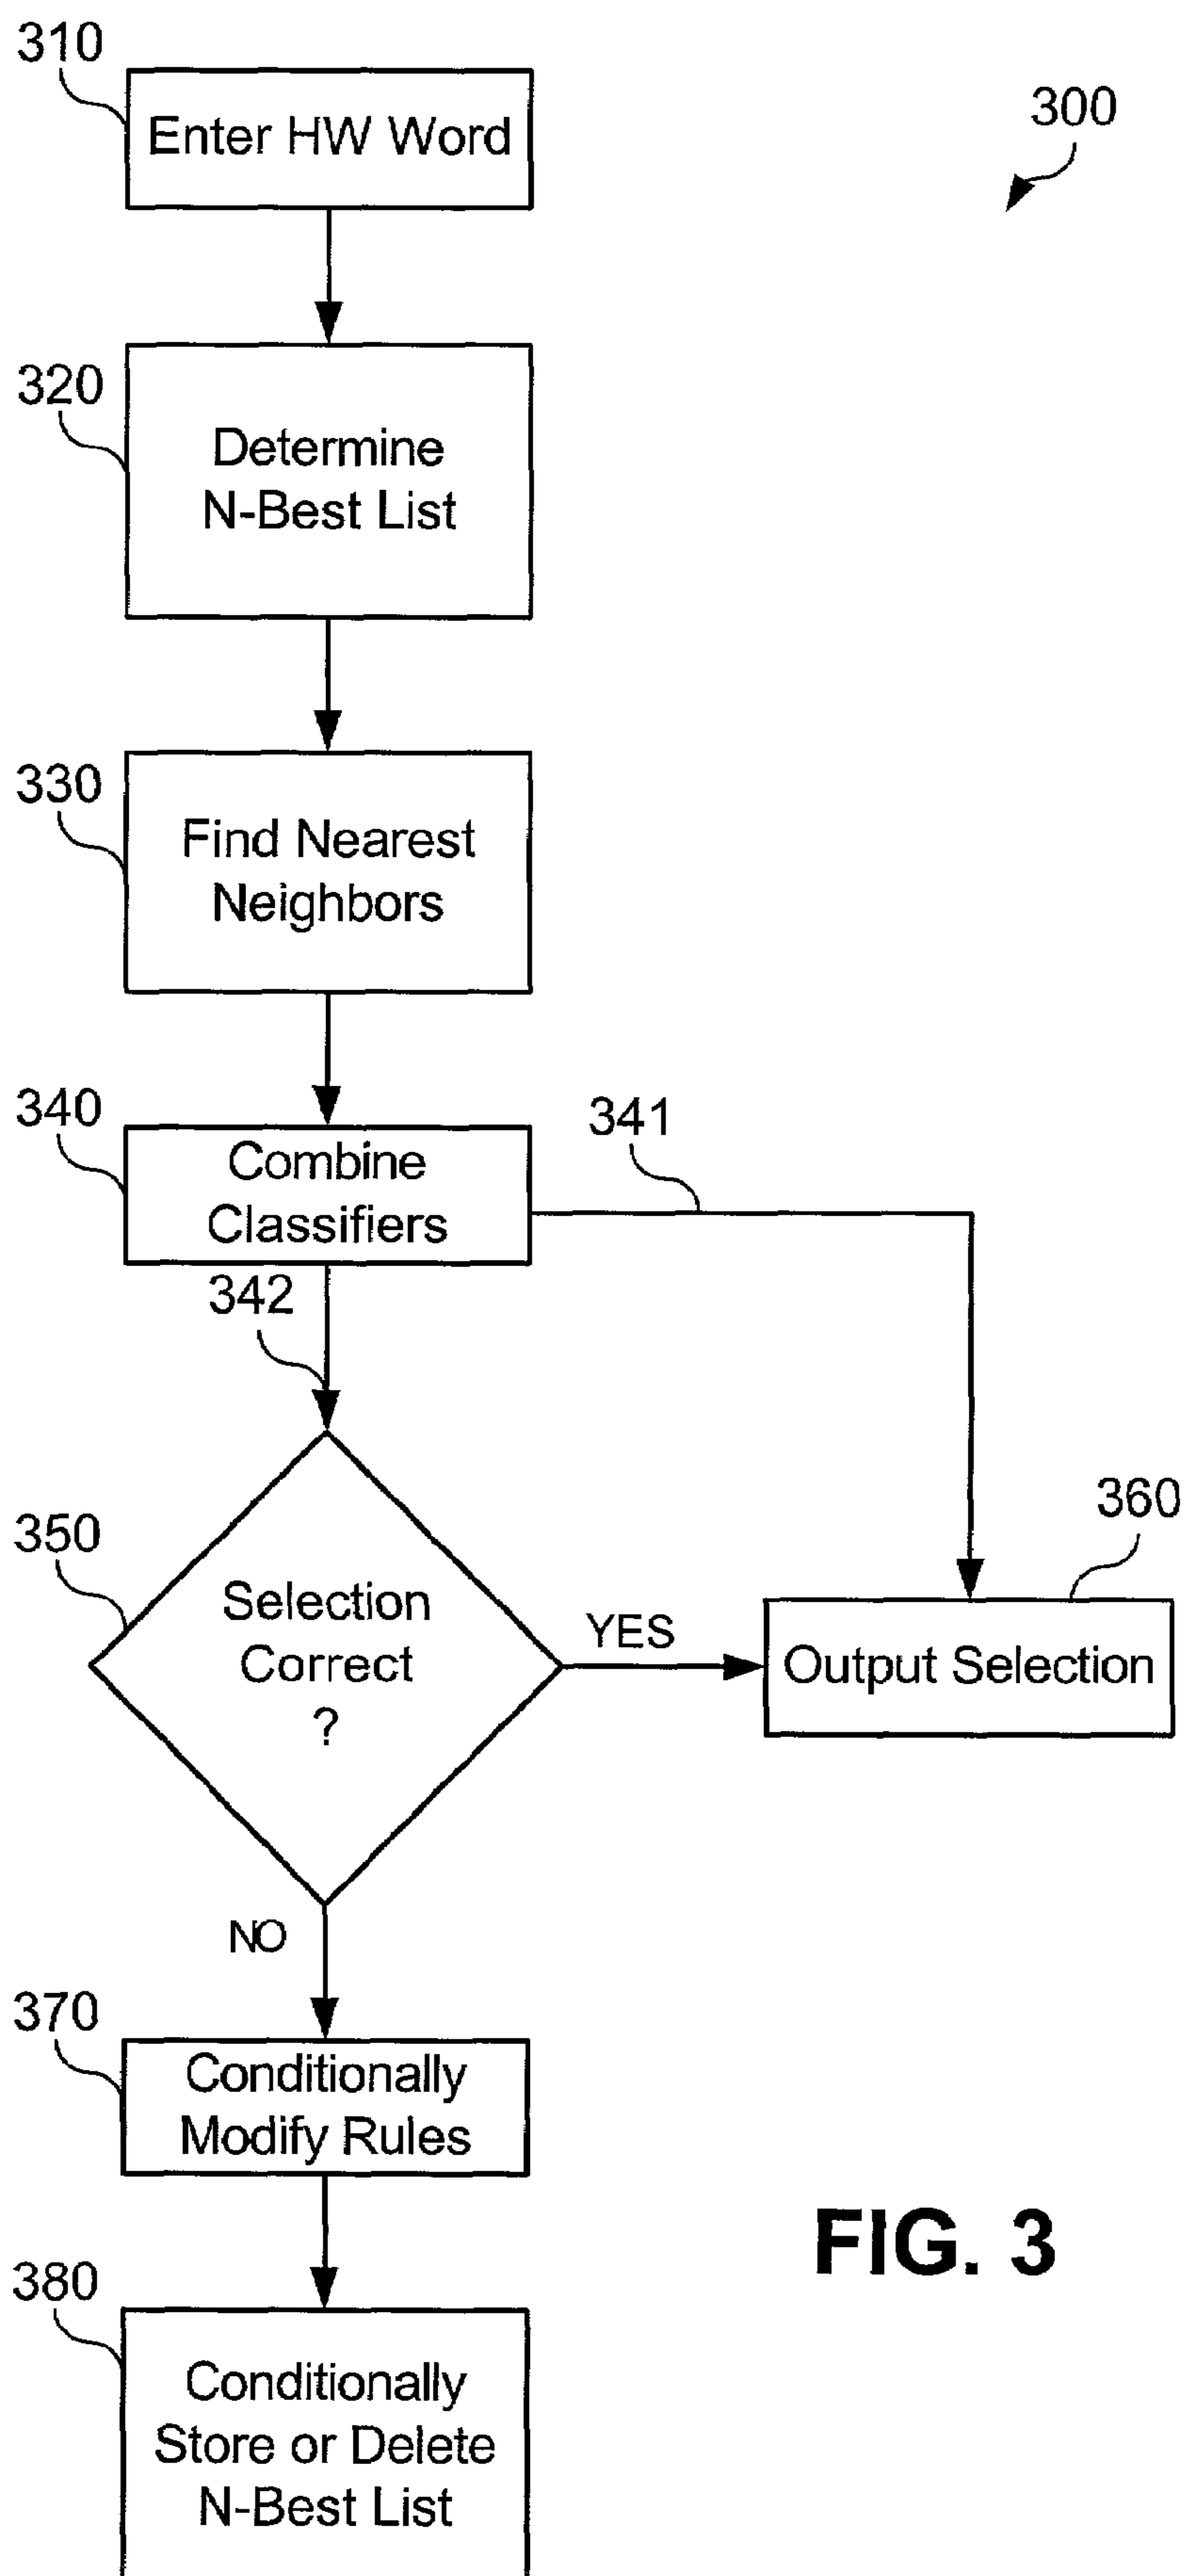 310
Enter HW Word
300
320
Determine
N-Best List
330
Find Nearest
Neighbors
340
Combine
Classifiers
341
342
350
Selection
Correct
?
YES
360
Output Selection
NO
370
Conditionally
Modify Rules
FIG. 3
380
Conditionally
Store or Delete
N-Best List